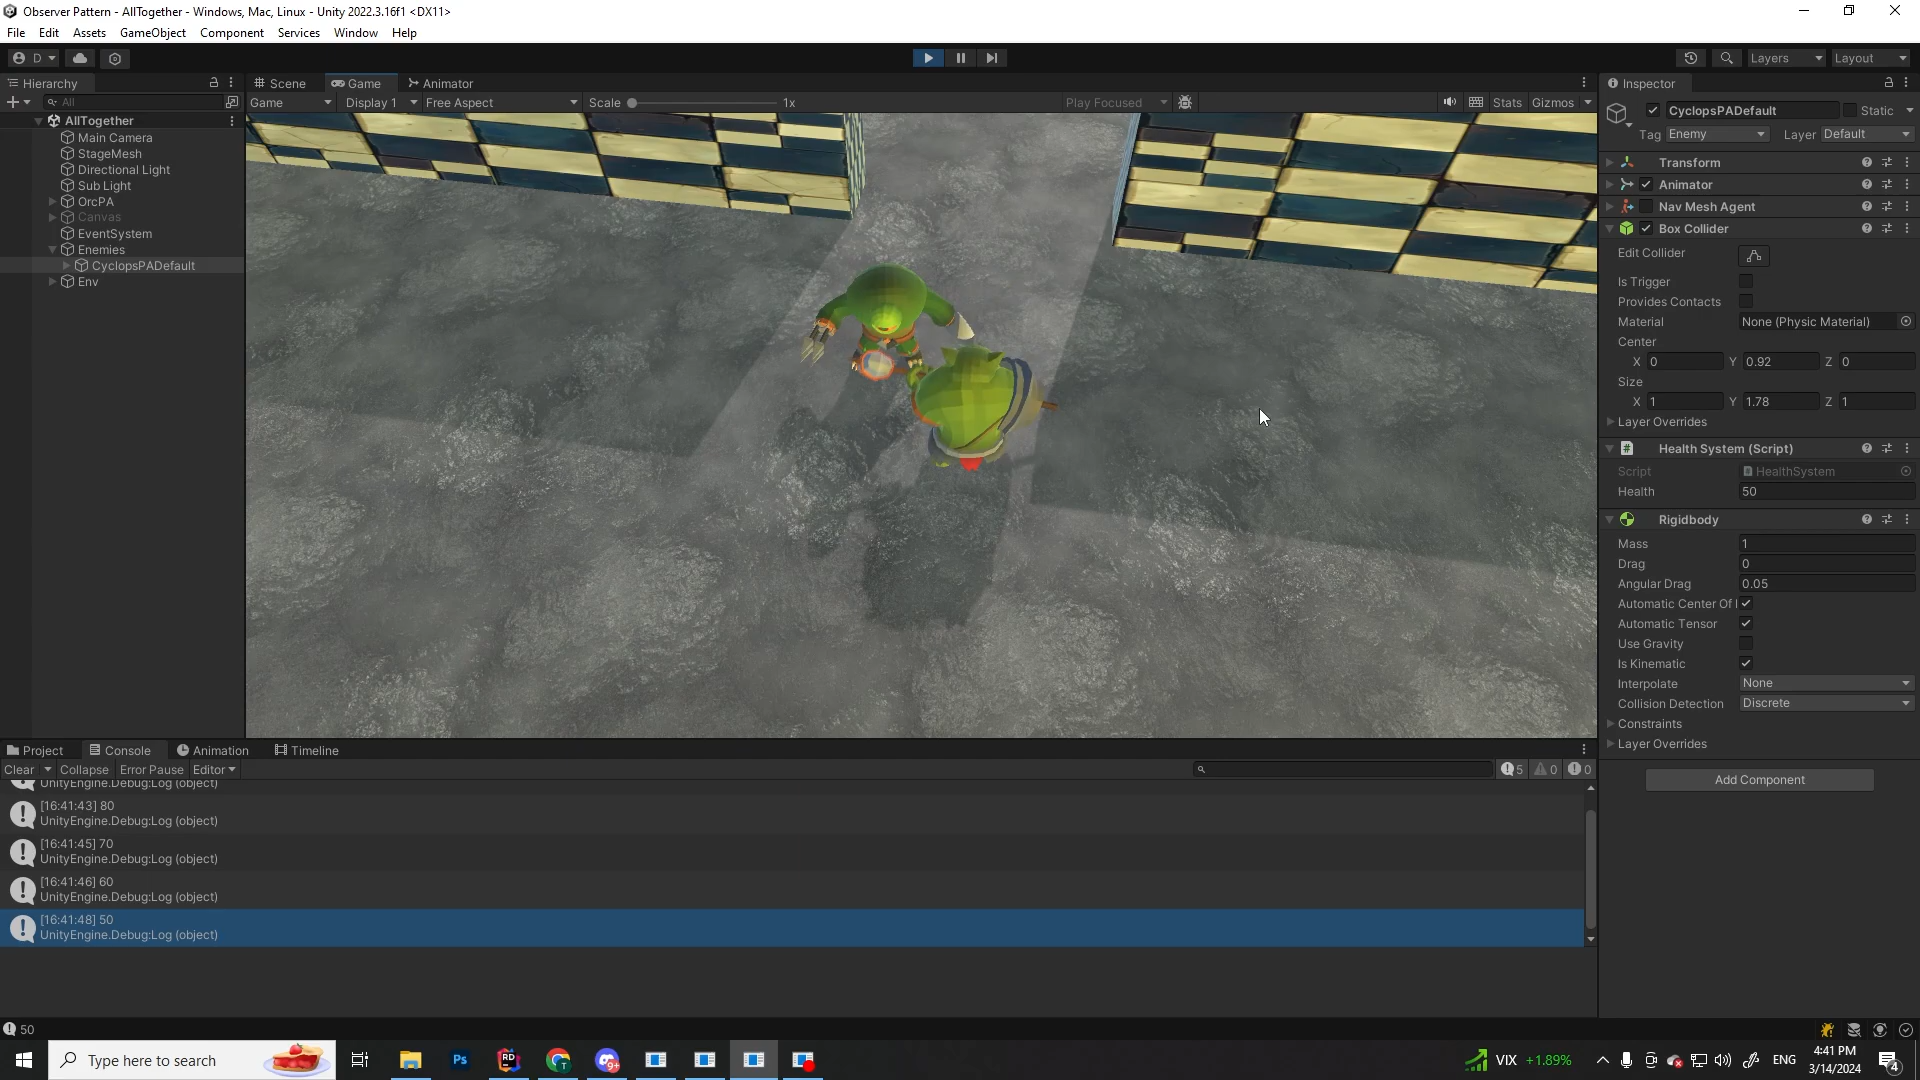 Observer Pattern - AllTogether - Windows, Mac, Linux - Unity 2022.3.16f1 <DX11>
File Edit Assets GameObject Component Services Window Help
D Layers Layout
Hierarchy Scene Game Animator Inspector
All Game Display 1 Free Aspect Scale 1x Play Focused Stats Gizmos
AllTogether
Main Camera
StageMesh
Directional Light
Sub Light
OrcPA
Canvas
EventSystem
Enemies
CyclopsPADefault
Env
CyclopsPADefault Static
Tag Enemy Layer Default
Transform
Animator
Nav Mesh Agent
Box Collider
Edit Collider
Is Trigger
Provides Contacts
Material None (Physic Material)
Center
X 0 Y 0.92 Z 0
Size
X 1 Y 1.78 Z 1
Layer Overrides
# Health System (Script)
Script # HealthSystem
Health 50
Rigidbody
Mass 1
Drag 0
Angular Drag 0.05
Automatic Center Of
Automatic Tensor
Use Gravity
Is Kinematic
Interpolate None
Collision Detection Discrete
Constraints
Layer Overrides
Add Component
Project Console Animation Timeline
Clear Collapse Error Pause Editor 5 0 0
UnityEngine.Debug:Log (object)
[16:41:43] 80
UnityEngine.Debug:Log (object)
[16:41:45] 70
UnityEngine.Debug:Log (object)
[16:41:46] 60
UnityEngine.Debug:Log (object)
[16:41:48] 50
UnityEngine.Debug:Log (object)
50
Type here to search Ps RD T 9+ VIX +1.89% ENG 4:41 PM
3/14/2024 4